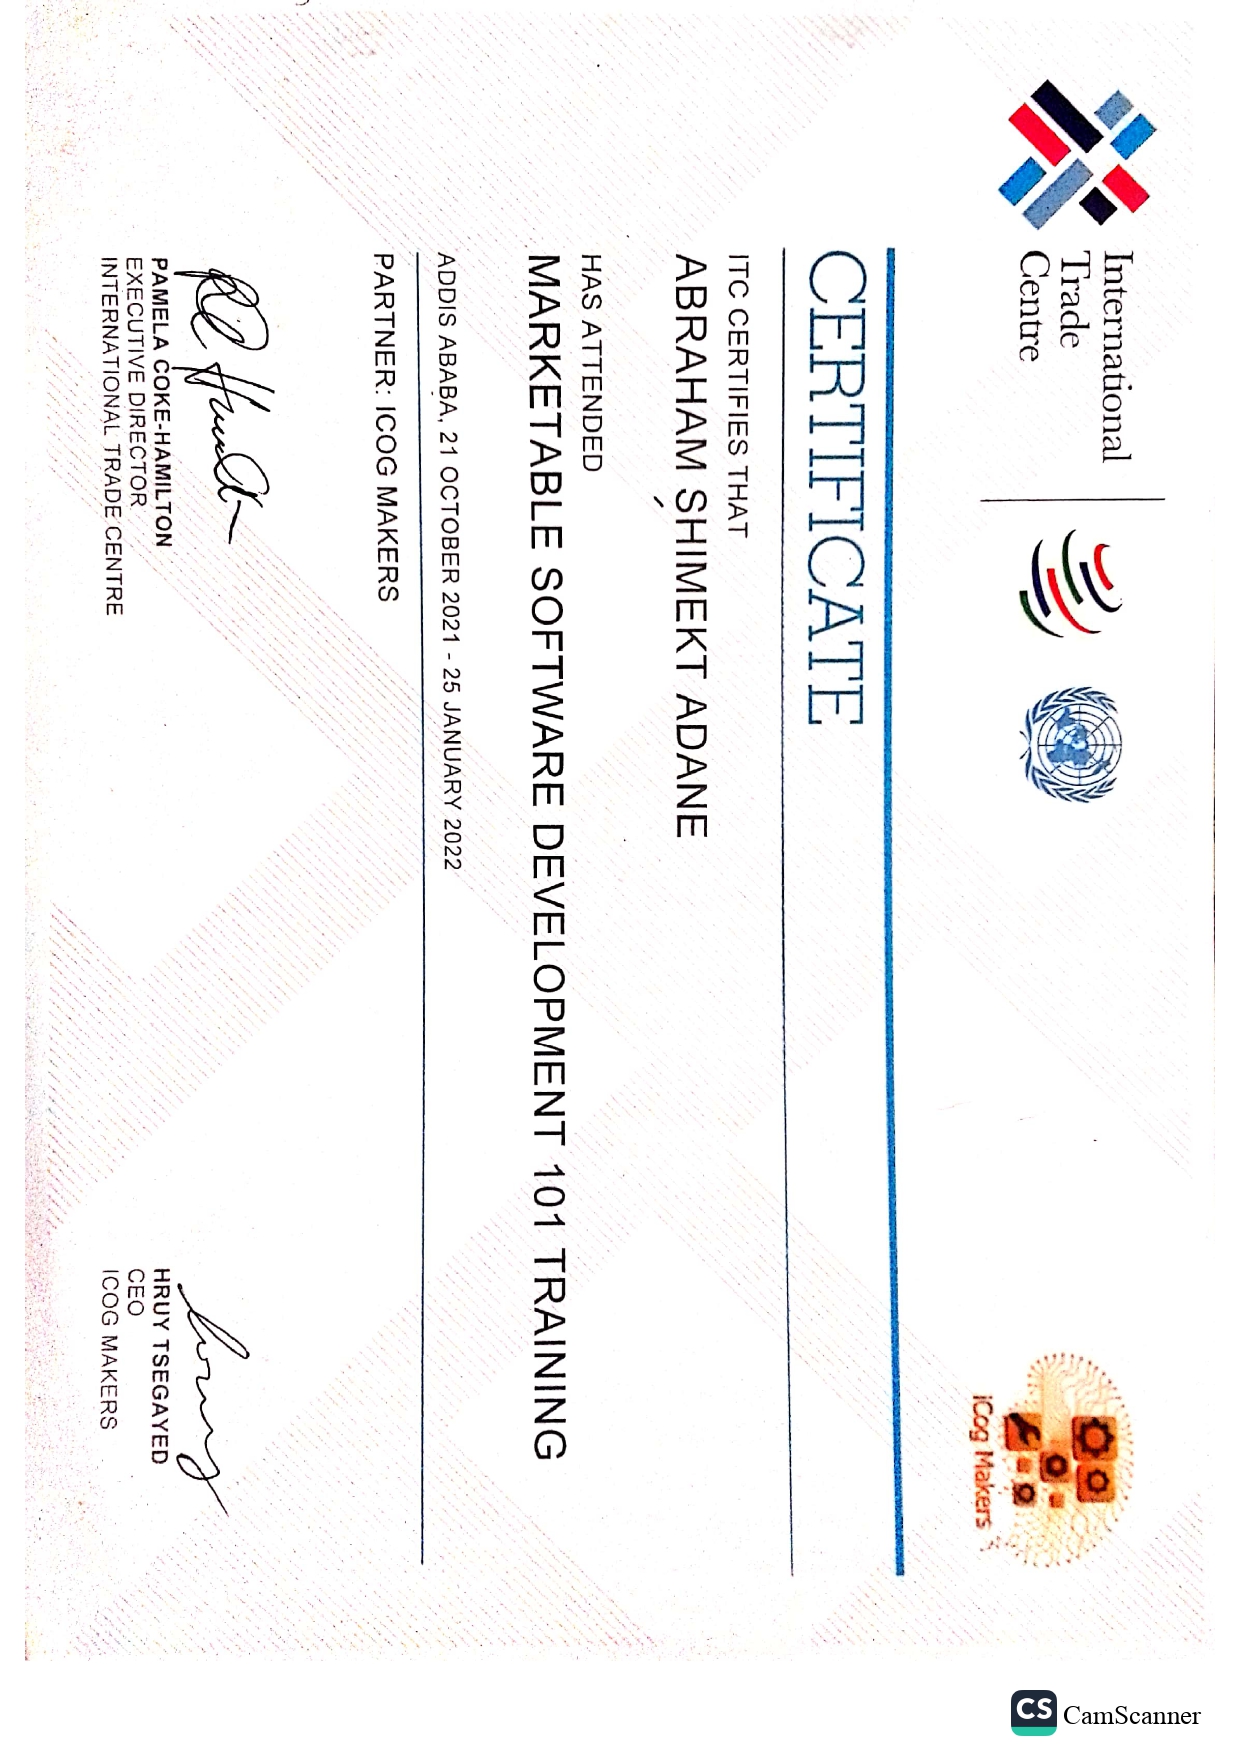 International
Trade
Centre
iCog Makers
CS CamScanner
CERTIFICATE
ITC CERTIFIES THAT
ABRAHAM SHIMEKT ADANE
HAS ATTENDED
MARKETABLE SOFTWARE DEVELOPMENT 101 TRAINING
ADDIS ABABA, 21 OCTOBER 2021 - 25 JANUARY 2022
PARTNER: ICOG MAKERS
PAMELA COKE-HAMILTON
EXECUTIVE DIRECTOR
INTERNATIONAL TRADE CENTRE
HRUY TSEGAYED
CEO
ICOG MAKERS